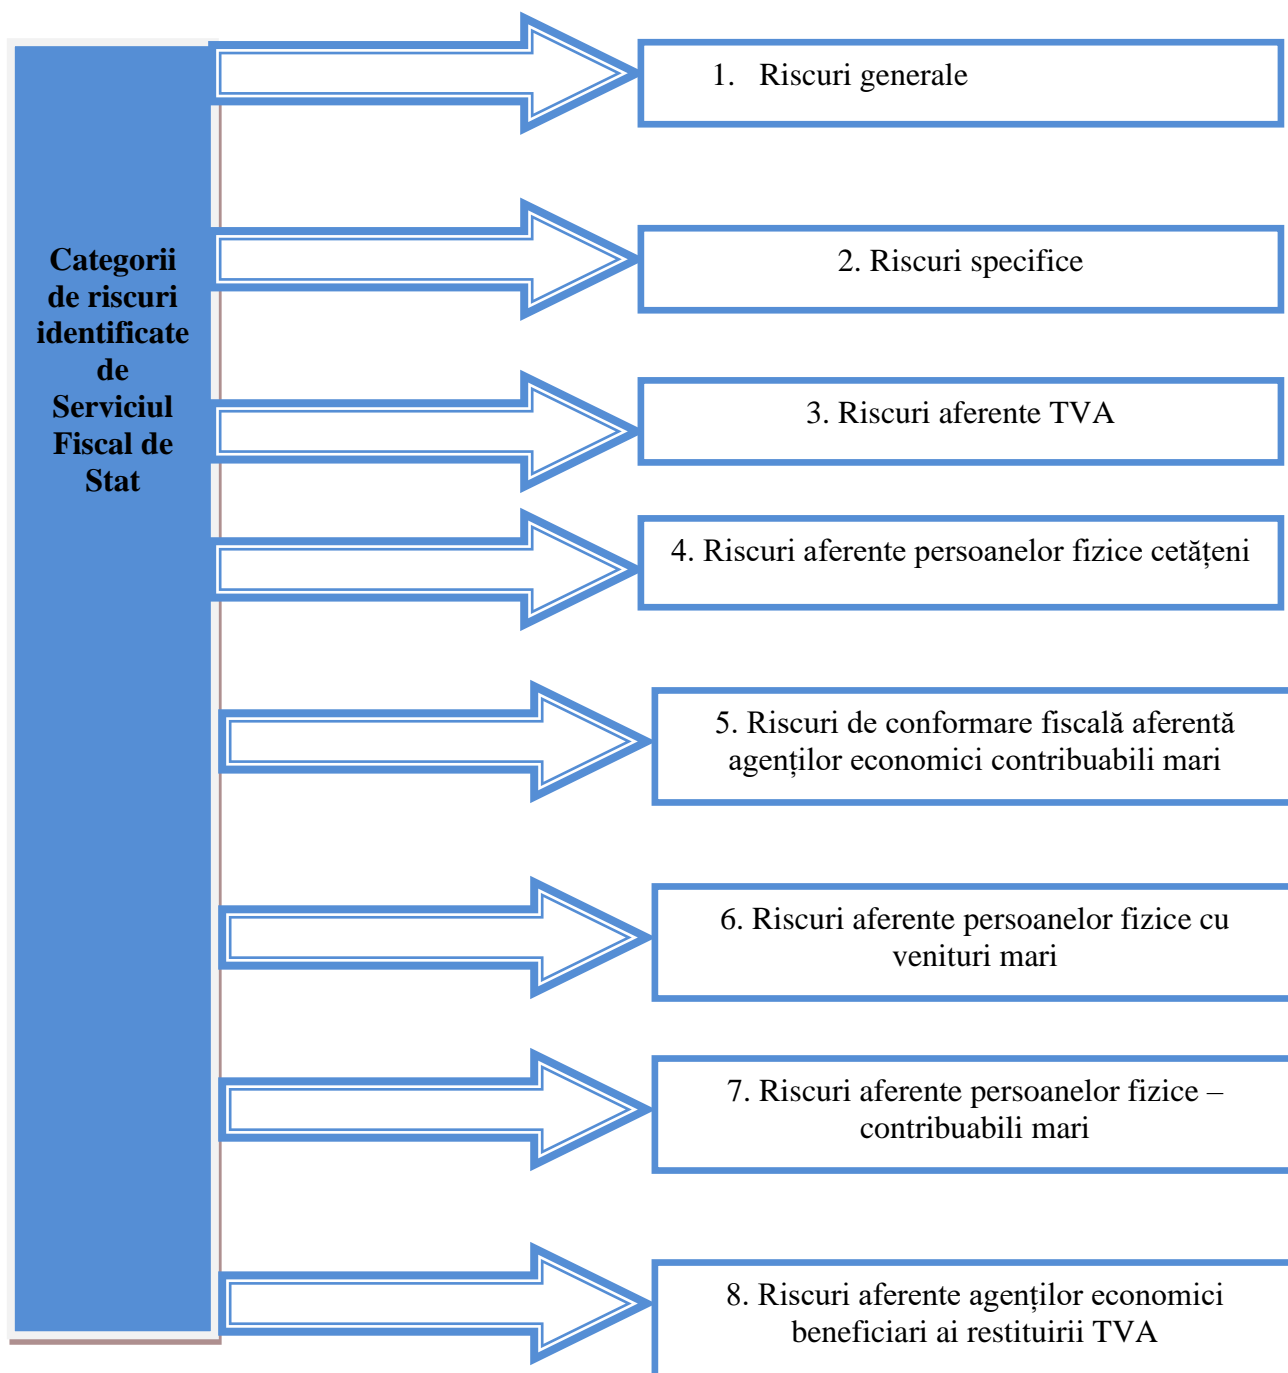 Categorii
de riscuri
identificate
de
Serviciul
Fiscal de
Stat
1. Riscuri generale
2. Riscuri specifice
3. Riscuri aferente TVA
4. Riscuri aferente persoanelor fizice cetățeni
5. Riscuri de conformare fiscală aferentă
agenților economici contribuabili mari
6. Riscuri aferente persoanelor fizice cu
venituri mari
7. Riscuri aferente persoanelor fizice –
contribuabili mari
8. Riscuri aferente agenților economici
beneficiari ai restituirii TVA